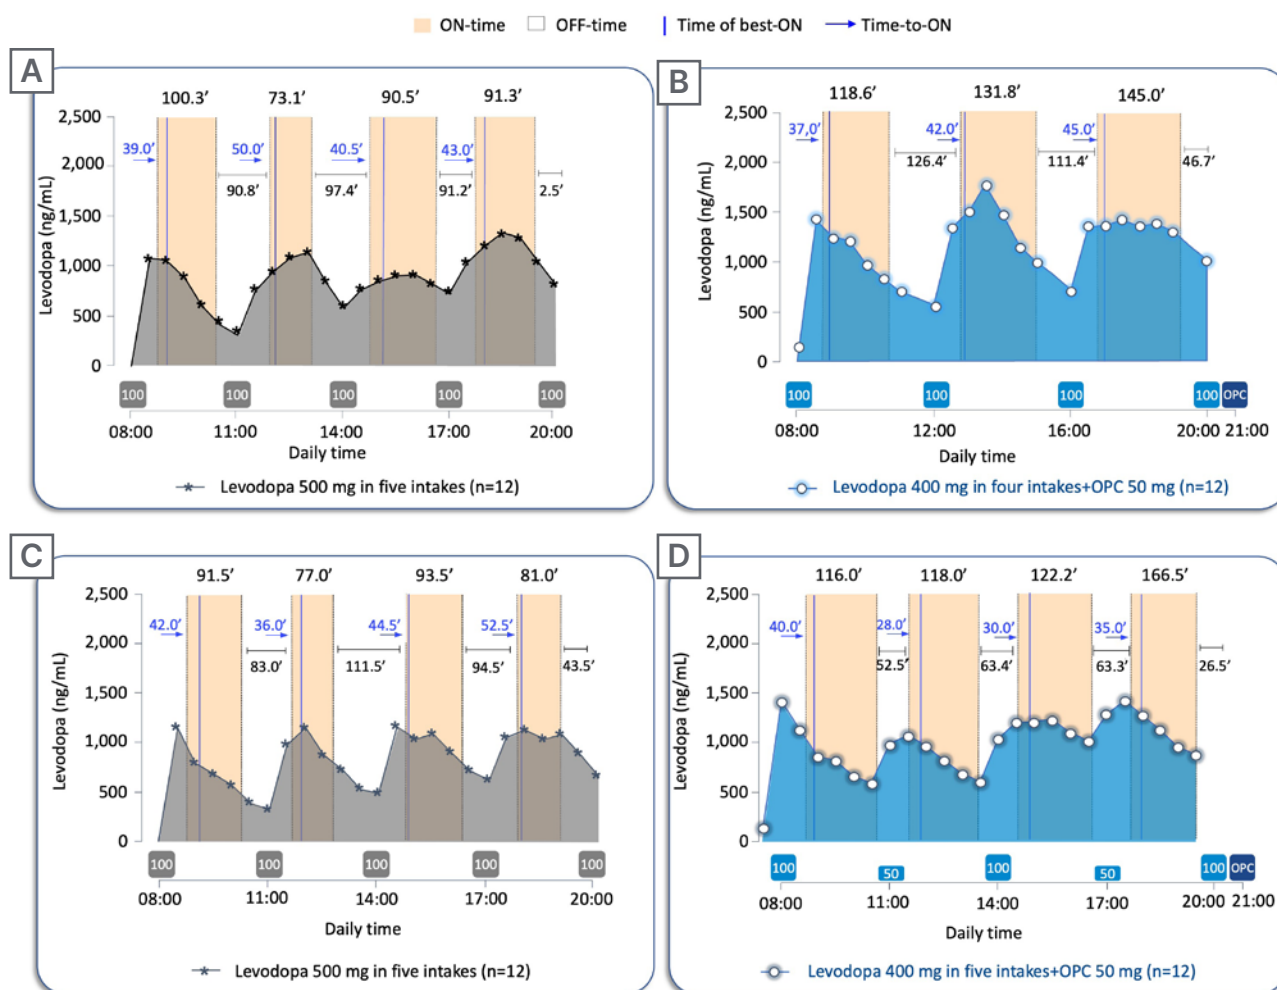 ON-time OFF-time Time of best-ON Time-to-ON
A
100.3’ 73.1’ 90.5’ 91.3’
2,500
2,000
1,500
1,000
500
0
Levodopa (ng/mL)
39.0’ 50.0’ 40.5’ 43.0’
90.8’ 97.4’ 91.2’ 2.5’
100 100 100 100 100
08:00 11:00 14:00 17:00 20:00
Daily time
Levodopa 500 mg in five intakes (n=12)
B
118.6’ 131.8’ 145.0’
2,500
2,000
1,500
1,000
500
0
Levodopa (ng/mL)
37,0’ 42.0’ 45.0’
126.4’ 111.4’ 46.7’
100 100 100 100 OPC
08:00 12:00 16:00 20:00 21:00
Daily time
Levodopa 400 mg in four intakes+OPC 50 mg (n=12)
C
91.5’ 77.0’ 93.5’ 81.0’
2,500
2,000
1,500
1,000
500
0
Levodopa (ng/mL)
42.0’ 36.0’ 44.5’ 52.5’
83.0’ 111.5’ 94.5’ 43.5’
100 100 100 100 100
08:00 11:00 14:00 17:00 20:00
Daily time
Levodopa 500 mg in five intakes (n=12)
D
116.0’ 118.0’ 122.2’ 166.5’
2,500
2,000
1,500
1,000
500
0
Levodopa (ng/mL)
40.0’ 28.0’ 30.0’ 35.0’
52.5’ 63.4’ 63.3’ 26.5’
100 50 100 50 100 OPC
08:00 11:00 14:00 17:00 20:00 21:00
Daily time
Levodopa 400 mg in five intakes+OPC 50 mg (n=12)